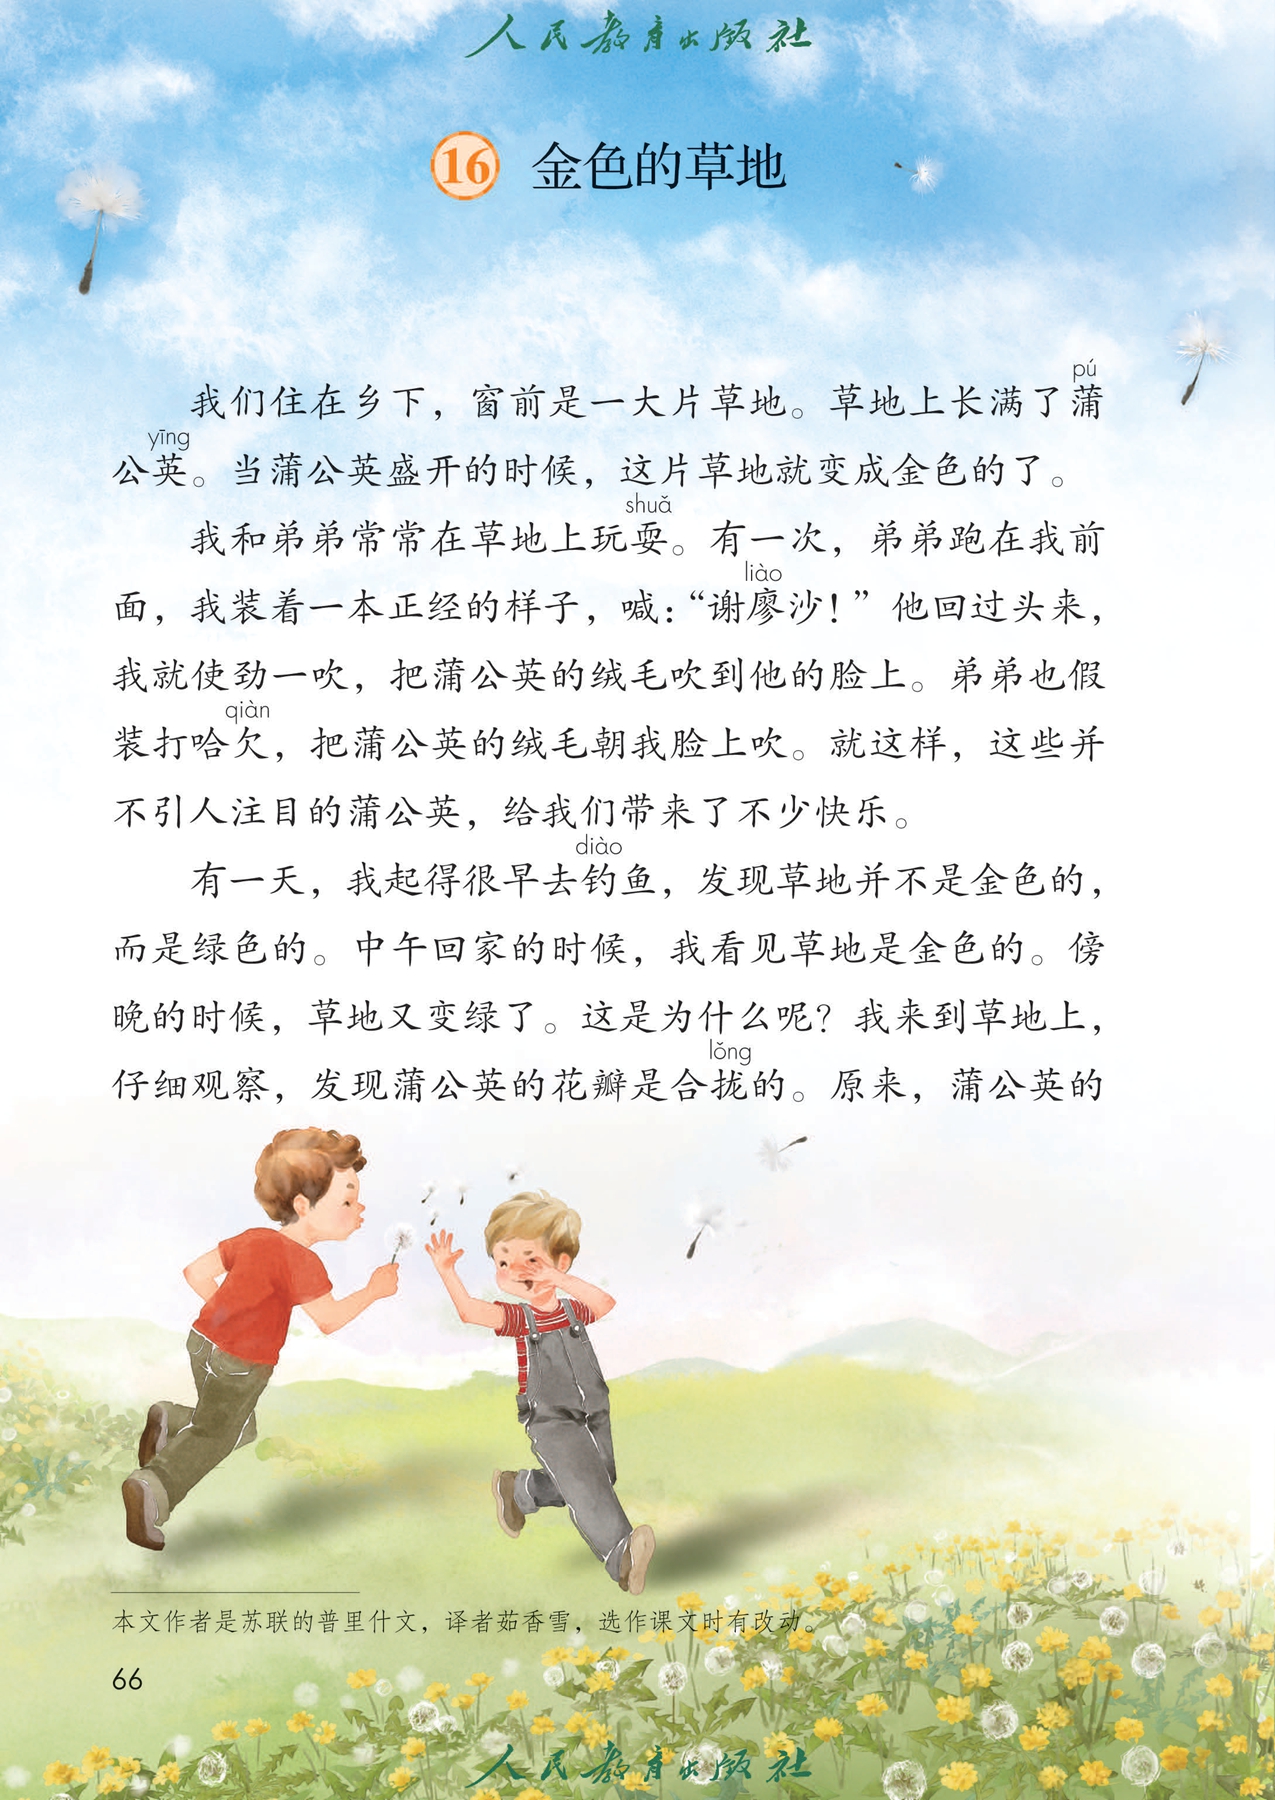 人民教育出版社
16 金色的草地
pú
我们住在乡下，窗前是一大片草地。草地上长满了蒲
yīng
公英。当蒲公英盛开的时候，这片草地就变成金色的了。
shuǎ
我和弟弟常常在草地上玩耍。有一次，弟弟跑在我前
liào
面，我装着一本正经的样子，喊：“谢廖沙！”他回过头来，
我就使劲一吹，把蒲公英的绒毛吹到他的脸上。弟弟也假
qiàn
装打哈欠，把蒲公英的绒毛朝我脸上吹。就这样，这些并
不引人注目的蒲公英，给我们带来了不少快乐。
diào
有一天，我起得很早去钓鱼，发现草地并不是金色的，
而是绿色的。中午回家的时候，我看见草地是金色的。傍
晚的时候，草地又变绿了。这是为什么呢？我来到草地上，
lǒng
仔细观察，发现蒲公英的花瓣是合拢的。原来，蒲公英的
本文作者是苏联的普里什文，译者茹香雪，选作课文时有改动。
66
人民教育出版社